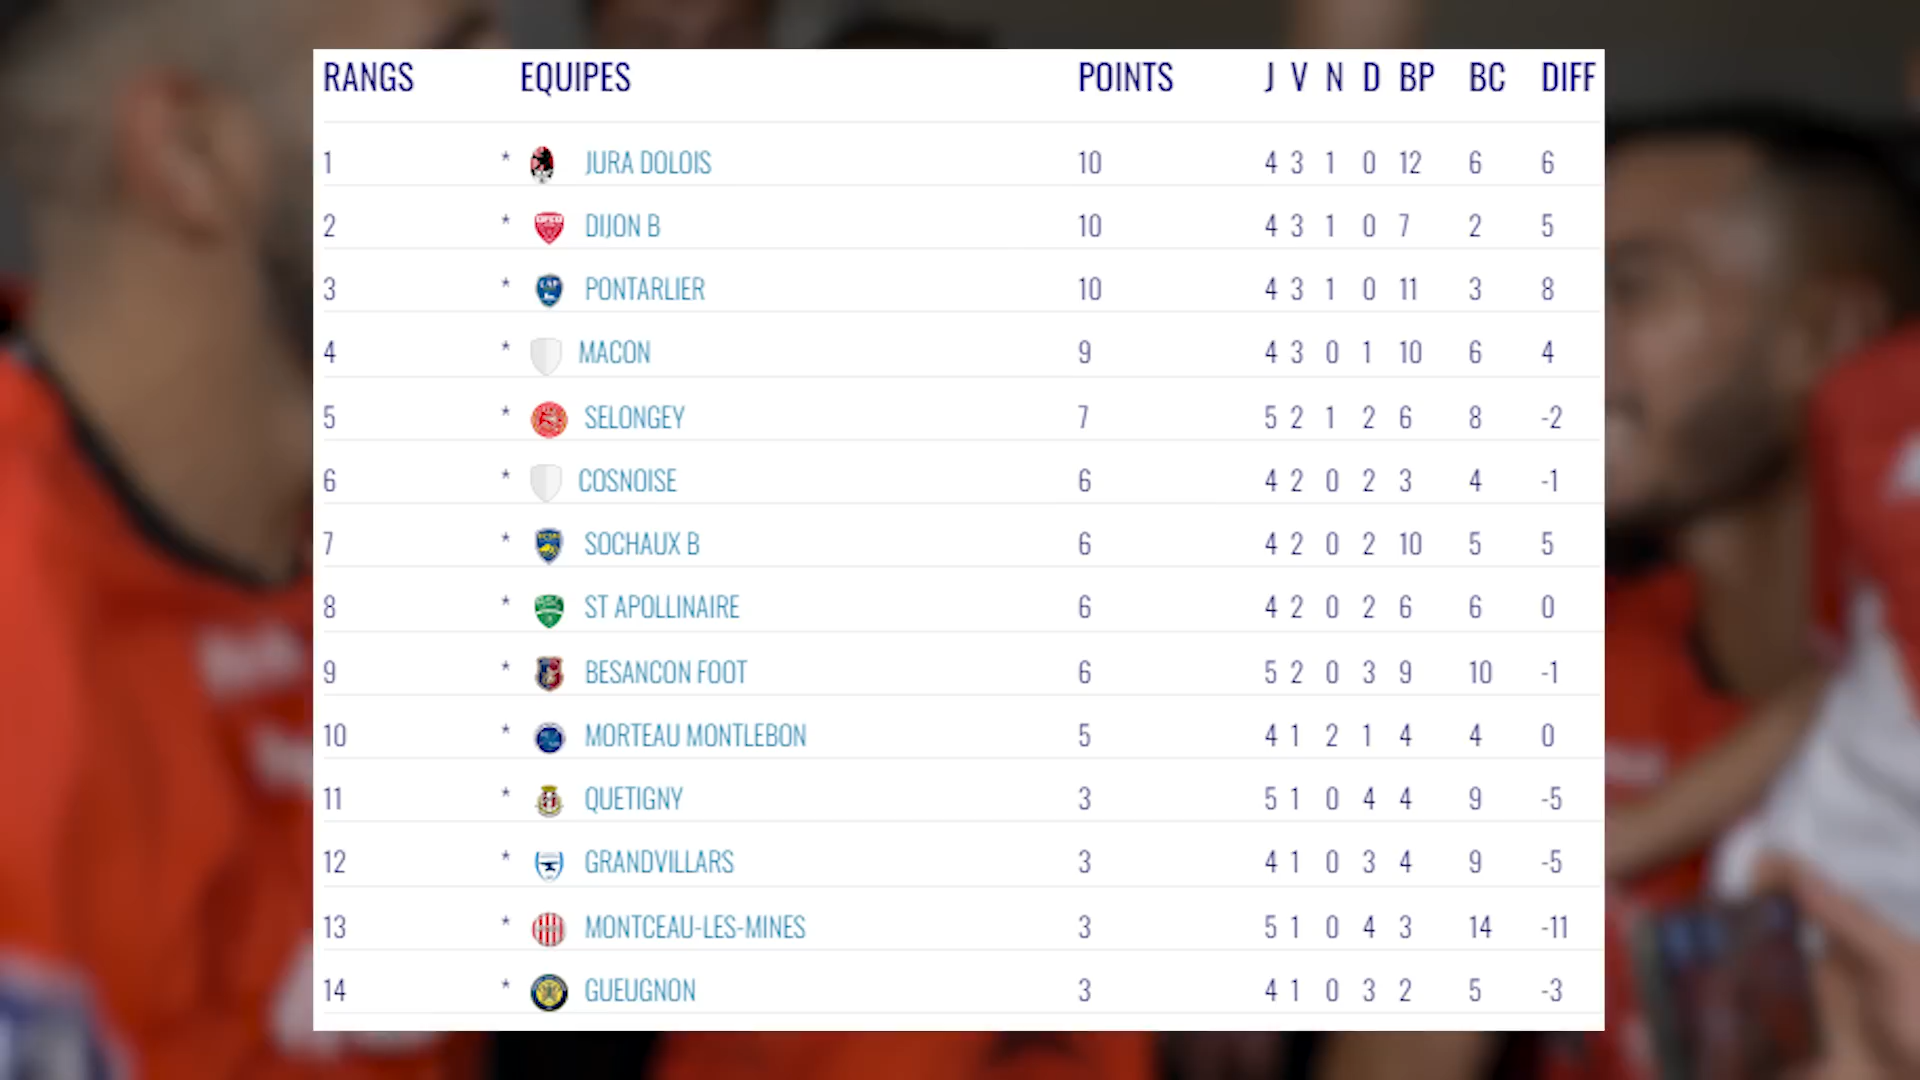 RANGS EQUIPES POINTS J V N D BP BC DIFF
1 * JURA DOLOIS 10 4 3 1 0 12 6 6
2 * DIJON B 10 4 3 1 0 7 2 5
3 * PONTARLIER 10 4 3 1 0 11 3 8
4 * MACON 9 4 3 0 1 10 6 4
5 * SELONGEY 7 5 2 1 2 6 8 -2
6 * COSNOISE 6 4 2 0 2 3 4 -1
7 * SOCHAUX B 6 4 2 0 2 10 5 5
8 * ST APOLLINAIRE 6 4 2 0 2 6 6 0
9 * BESANCON FOOT 6 5 2 0 3 9 10 -1
10 * MORTEAU MONTLEBON 5 4 1 2 1 4 4 0
11 * QUETIGNY 3 5 1 0 4 4 9 -5
12 * GRANDVILLARS 3 4 1 0 3 4 9 -5
13 * MONTCEAU-LES-MINES 3 5 1 0 4 3 14 -11
14 * GUEUGNON 3 4 1 0 3 2 5 -3